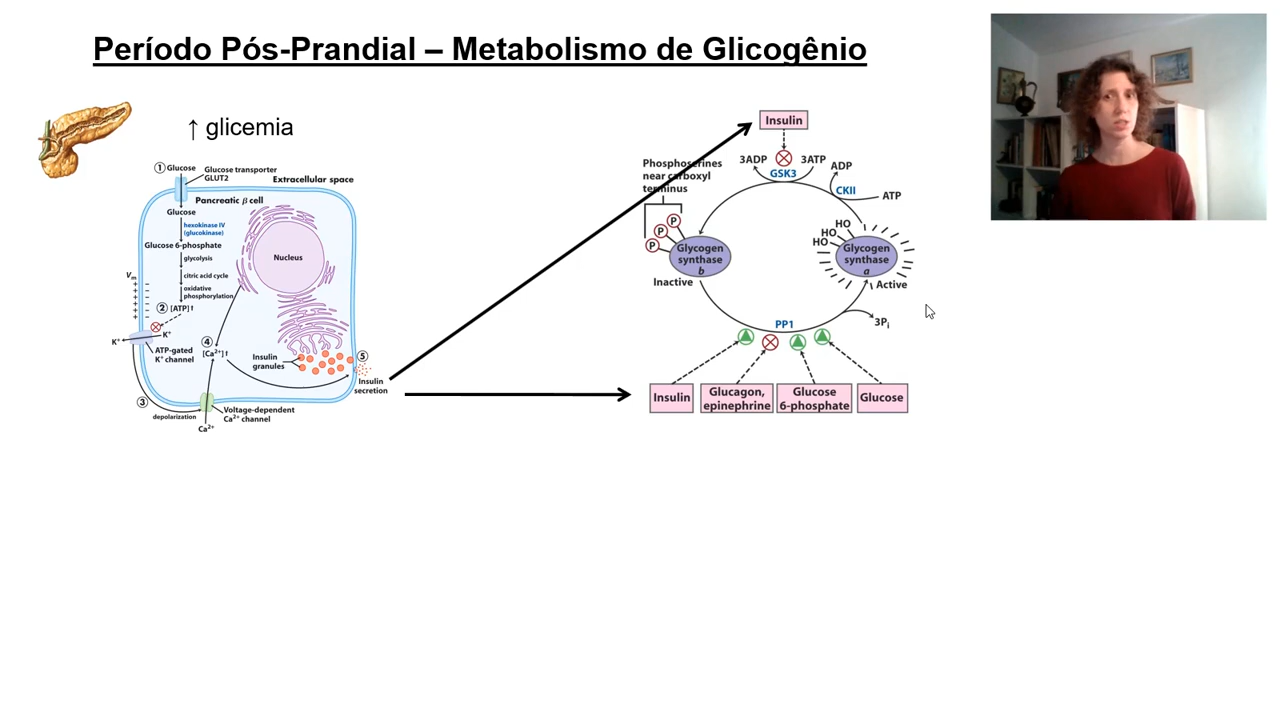 Período Pós-Prandial – Metabolismo de Glicogênio
↑ glicemia
① Glucose
Glucose transporter
GLUT2
Extracellular space
Pancreatic β cell
Glucose
hexokinase IV
(glucokinase)
Glucose 6-phosphate
glycolysis
citric acid cycle
oxidative
phosphorylation
Nucleus
Vm
② [ATP]↑
K⁺
K⁺
ATP-gated
K⁺ channel
④
[Ca²⁺]↑
Insulin
granules
⑤
Insulin
secretion
③
depolarization
Voltage-dependent
Ca²⁺ channel
Ca²⁺
Insulin
3ADP
3ATP
GSK3
ADP
CKII
ATP
Phosphoserines
near carboxyl
terminus
P
P
P
Glycogen
synthase
b
Inactive
HO
HO
HO
Glycogen
synthase
a
Active
PP1
3Pi
Insulin
Glucagon,
epinephrine
Glucose
6-phosphate
Glucose